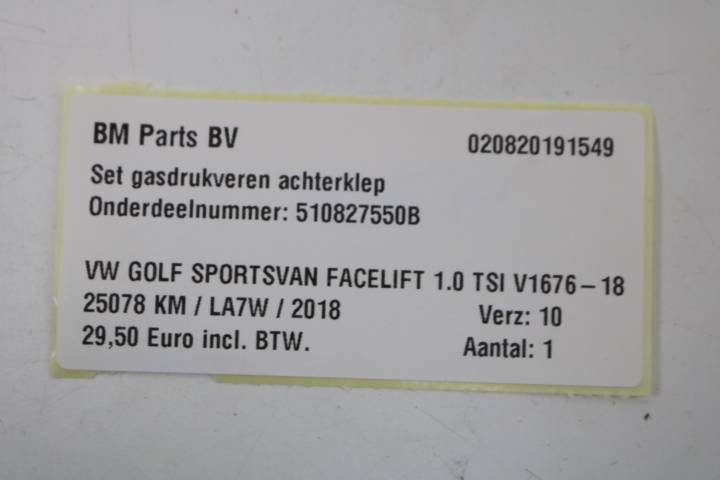 BM Parts BV 020820191549
Set gasdrukveren achterklep
Onderdeelnummer: 510827550B
VW GOLF SPORTSVAN FACELIFT 1.0 TSI V1676-18
25078 KM / LA7W / 2018 Verz: 10
29,50 Euro incl. BTW. Aantal: 1